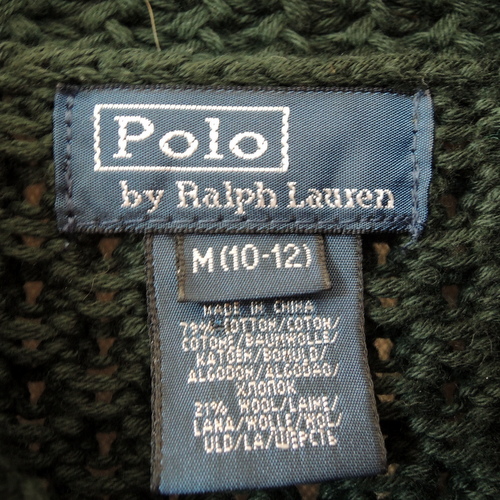 Polo
by Ralph Lauren
M (10-12)
MADE IN CHINA
79% COTTON/COTON/
COTONE/BAUMWOLLE/
KATOEN/BOMULD/
ALGODON/ALGODAO/
ХЛОПОК
21% WOOL/LAINE/
LANA/WOLLE/WOL/
ULD/LA/ШЕРСТЬ